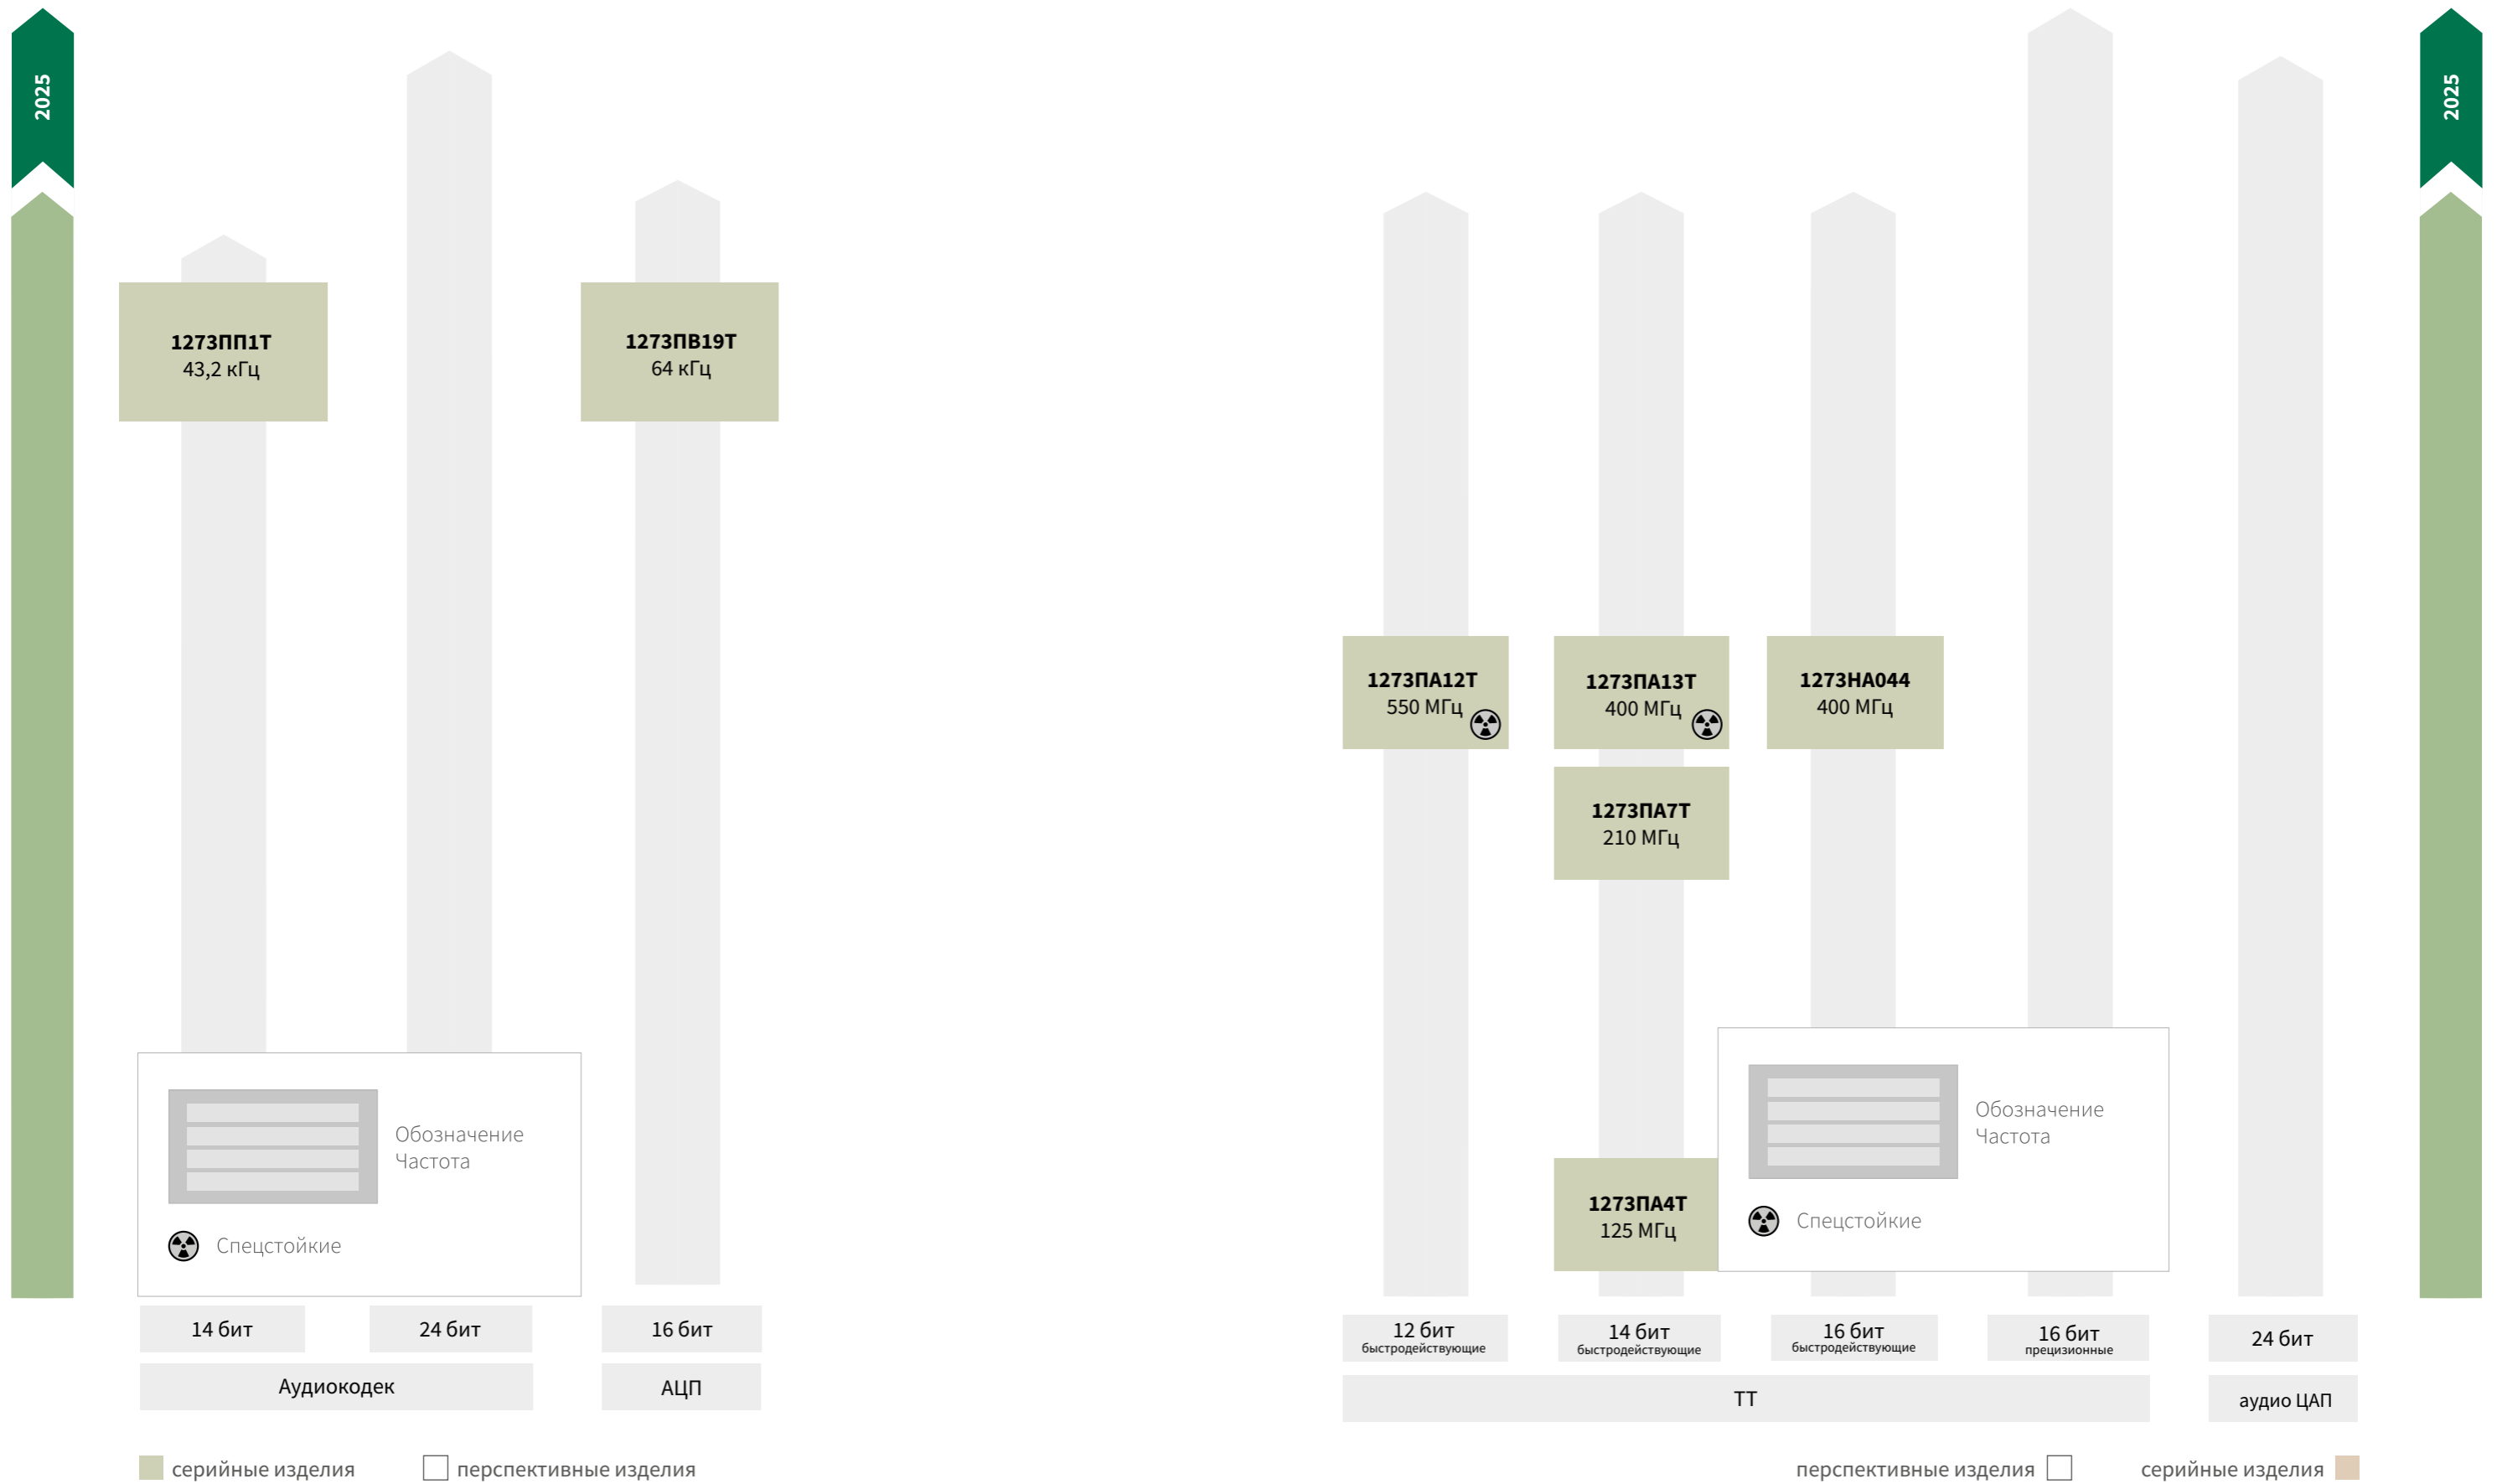 2025
1273ПП1Т
43,2 кГц
1273ПВ19Т
64 кГц
Обозначение
Частота
Спецстойкие
14 бит
24 бит
16 бит
Аудиокодек
АЦП
серийные изделия
перспективные изделия
2025
1273ПА12Т
550 МГц
1273ПА13Т
400 МГц
1273НА044
400 МГц
1273ПА7Т
210 МГц
1273ПА4Т
125 МГц
Обозначение
Частота
Спецстойкие
12 бит
быстродействующие
14 бит
быстродействующие
16 бит
быстродействующие
16 бит
прецизионные
24 бит
ТТ
аудио ЦАП
перспективные изделия
серийные изделия